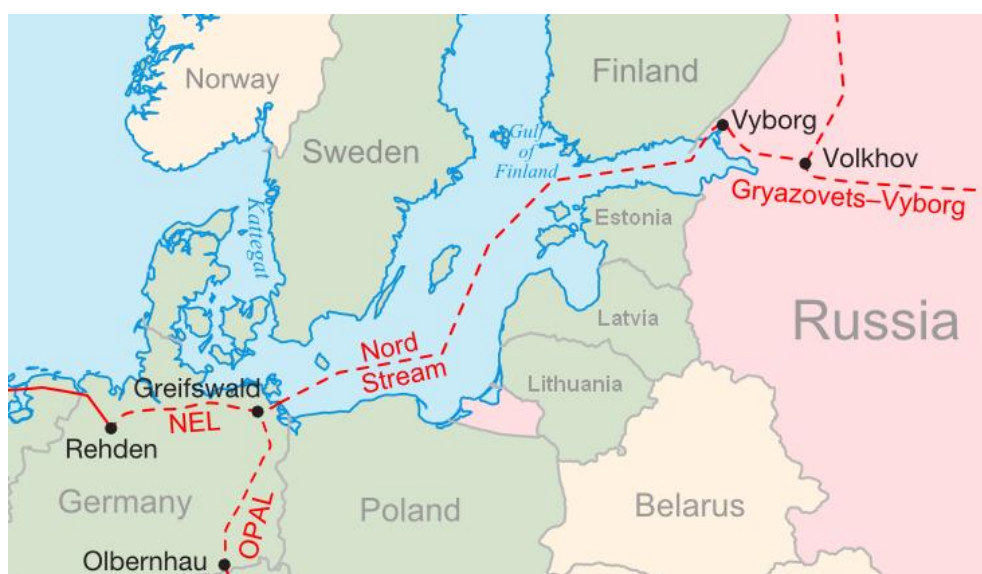 Norway
Finland
Sweden
Gulf
of
Finland
Vyborg
Volkhov
Gryazovets–Vyborg
Kattegat
Estonia
Russia
Latvia
Nord
Stream
Lithuania
Greifswald
NEL
Rehden
Germany
OPAL
Poland
Belarus
Olbernhau